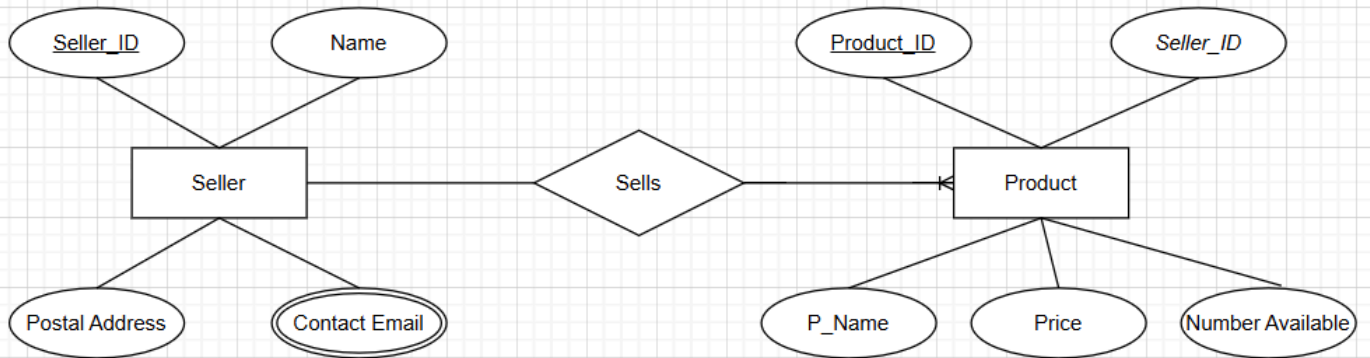 Seller_ID
Name
Product_ID
Seller_ID
Seller
Sells
Product
Postal Address
Contact Email
P_Name
Price
Number Available